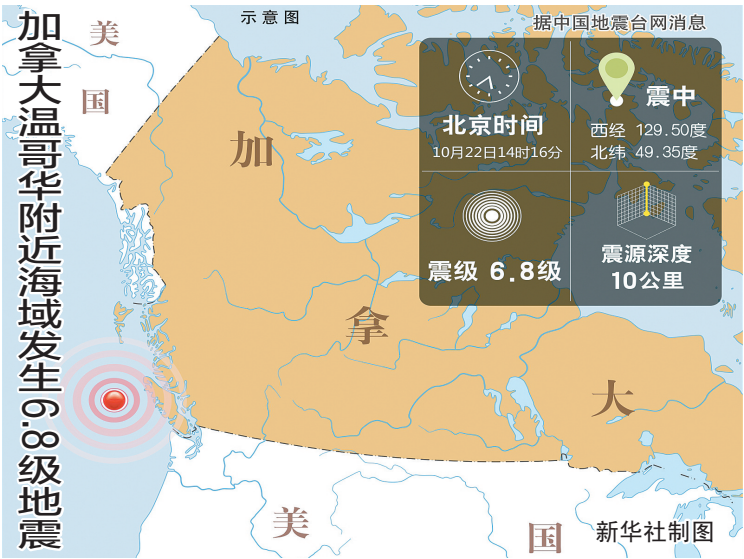 加拿大温哥华附近海域发生6.8级地震
示意图
据中国地震台网消息
北京时间
10月22日14时16分
震中
西经 129.50度
北纬 49.35度
震级 6.8级
震源深度
10公里
美
国
加
拿
大
美
国
新华社制图